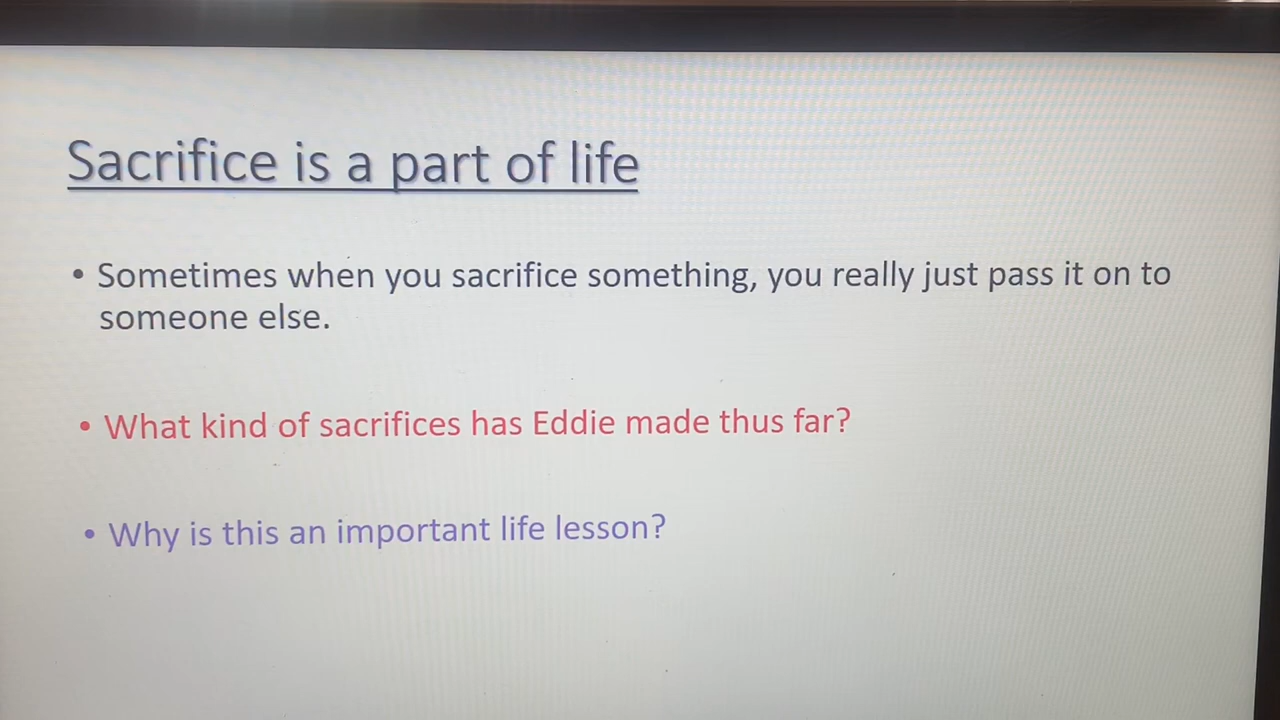 Sacrifice is a part of life
• Sometimes when you sacrifice something, you really just pass it on to
someone else.
• What kind of sacrifices has Eddie made thus far?
• Why is this an important life lesson?